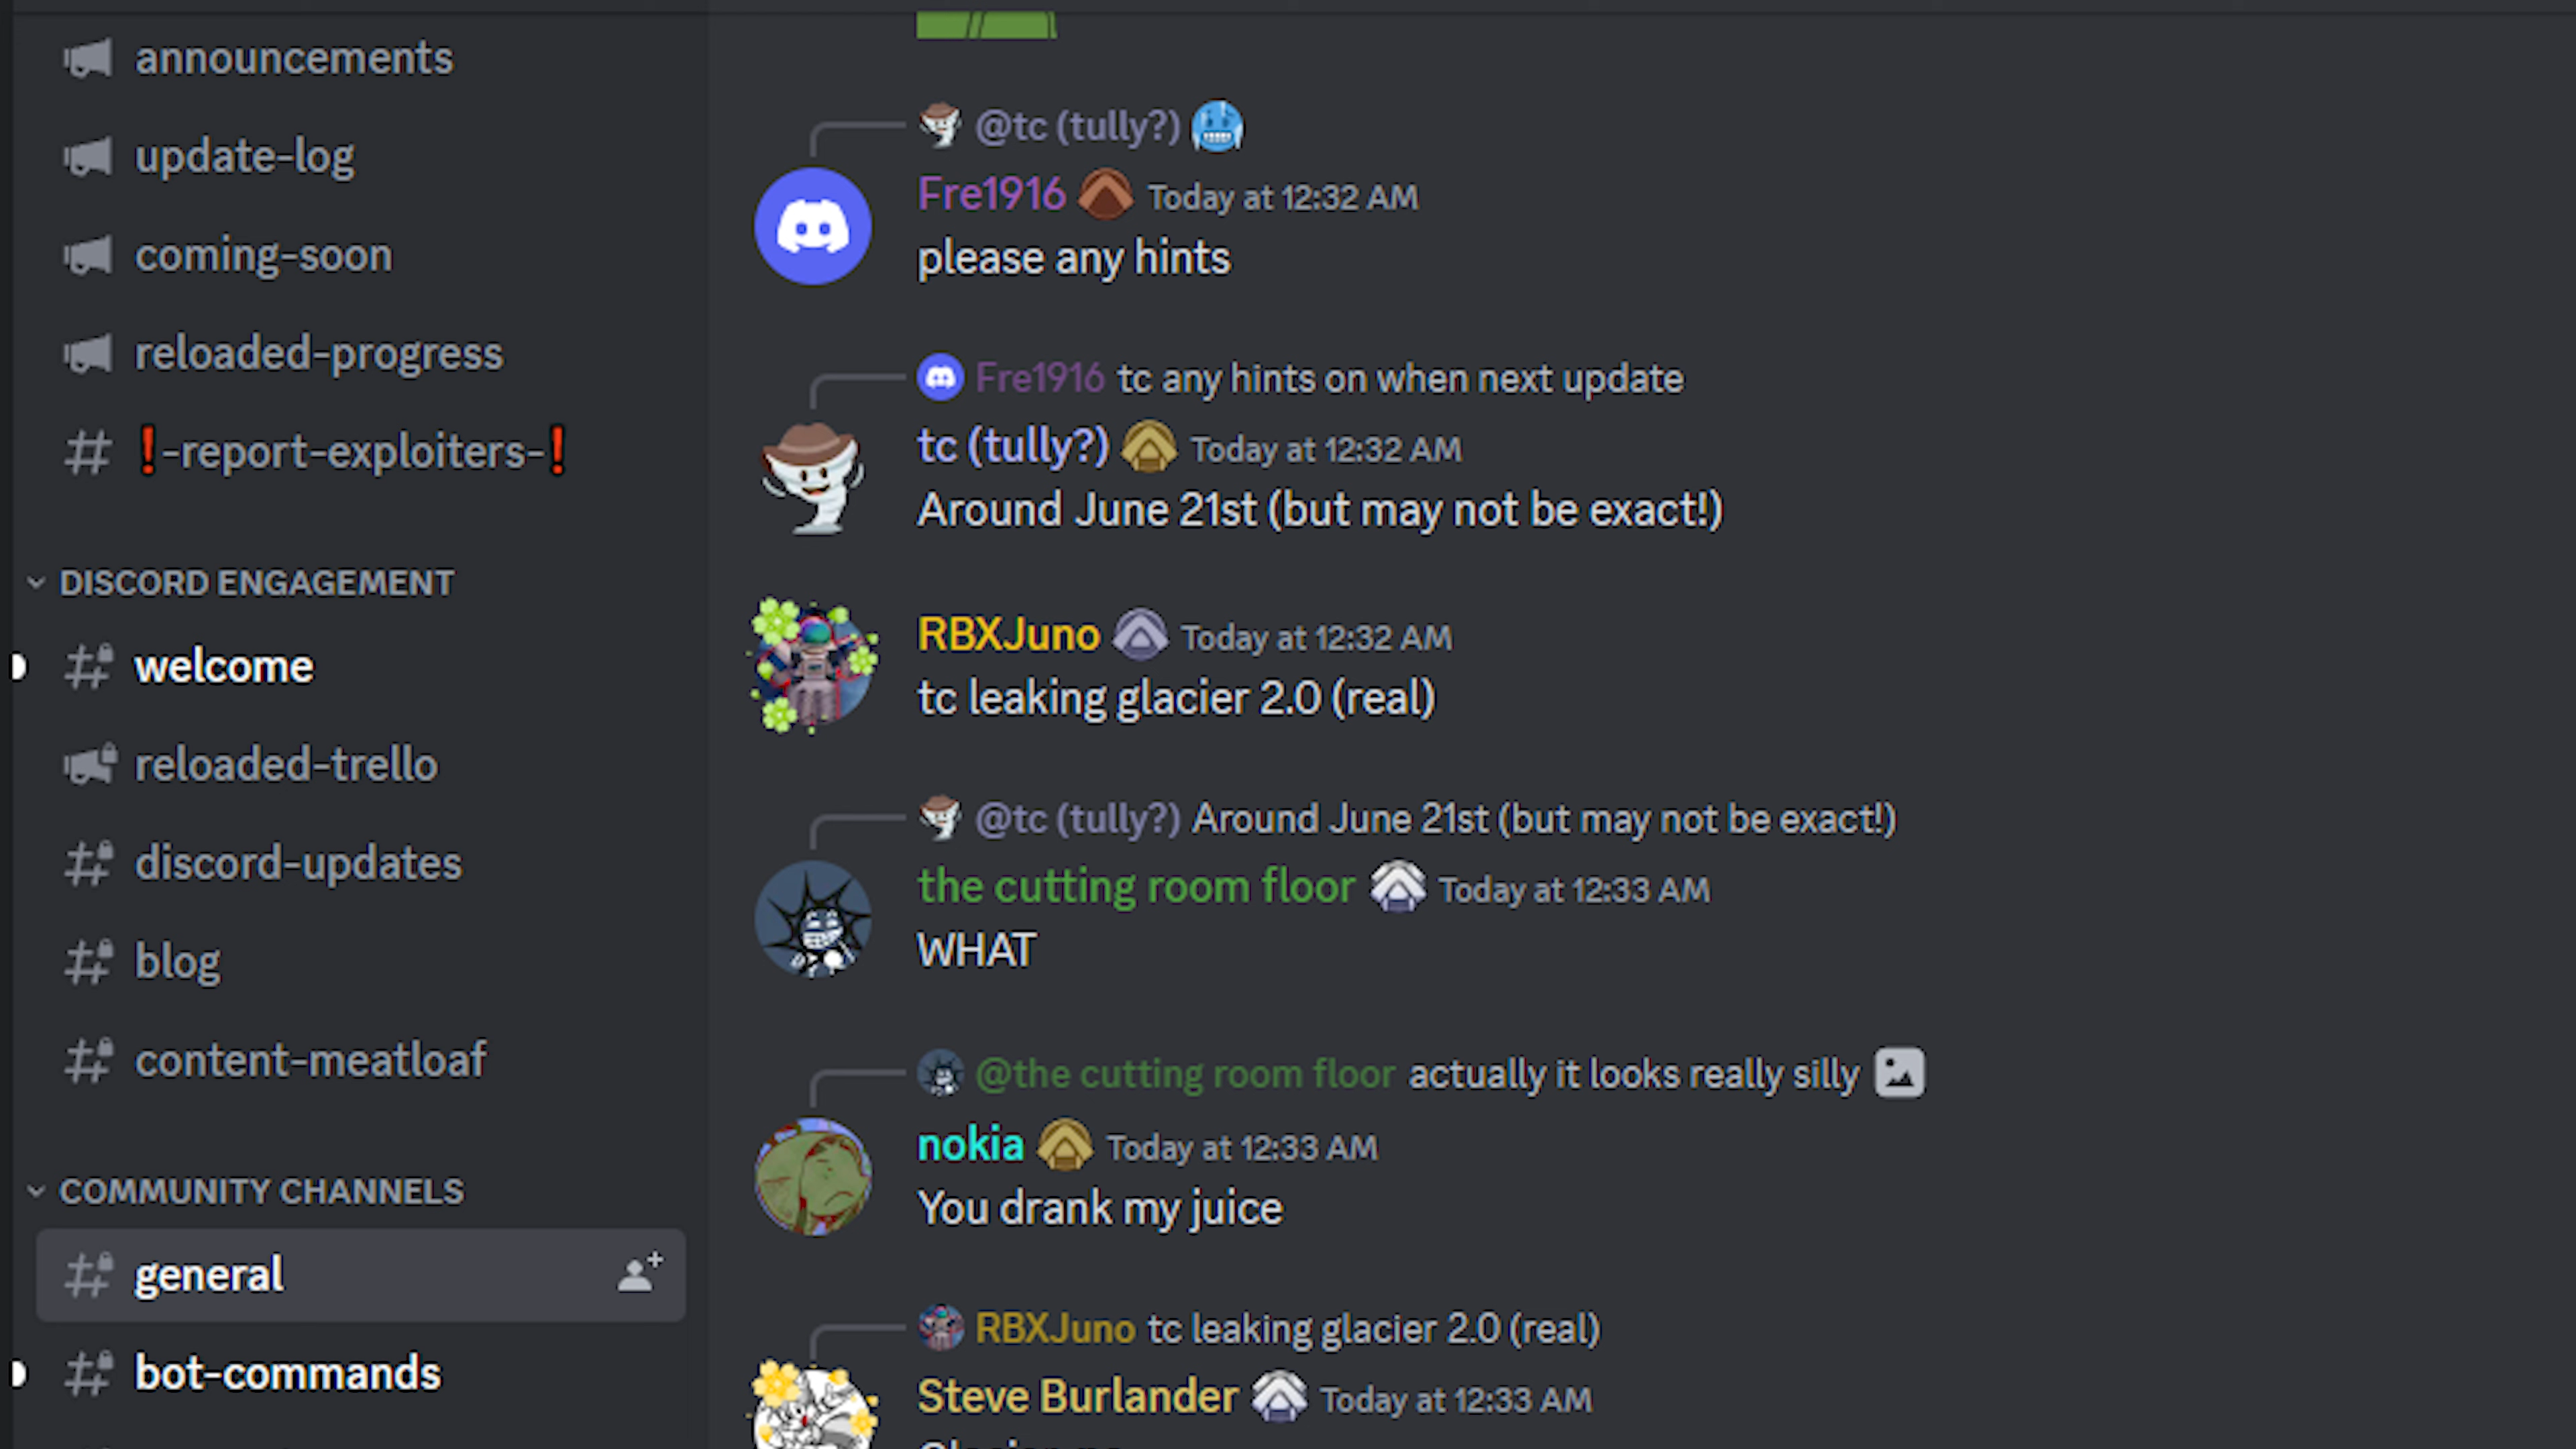 announcements
update-log
coming-soon
reloaded-progress
❗-report-exploiters-❗
DISCORD ENGAGEMENT
welcome
reloaded-trello
discord-updates
blog
content-meatloaf
COMMUNITY CHANNELS
general
bot-commands
@tc (tully?) 🥶
Fre1916 Today at 12:32 AM
please any hints
Fre1916 tc any hints on when next update
tc (tully?) Today at 12:32 AM
Around June 21st (but may not be exact!)
RBXJuno Today at 12:32 AM
tc leaking glacier 2.0 (real)
@tc (tully?) Around June 21st (but may not be exact!)
the cutting room floor Today at 12:33 AM
WHAT
@the cutting room floor actually it looks really silly
nokia Today at 12:33 AM
You drank my juice
RBXJuno tc leaking glacier 2.0 (real)
Steve Burlander Today at 12:33 AM